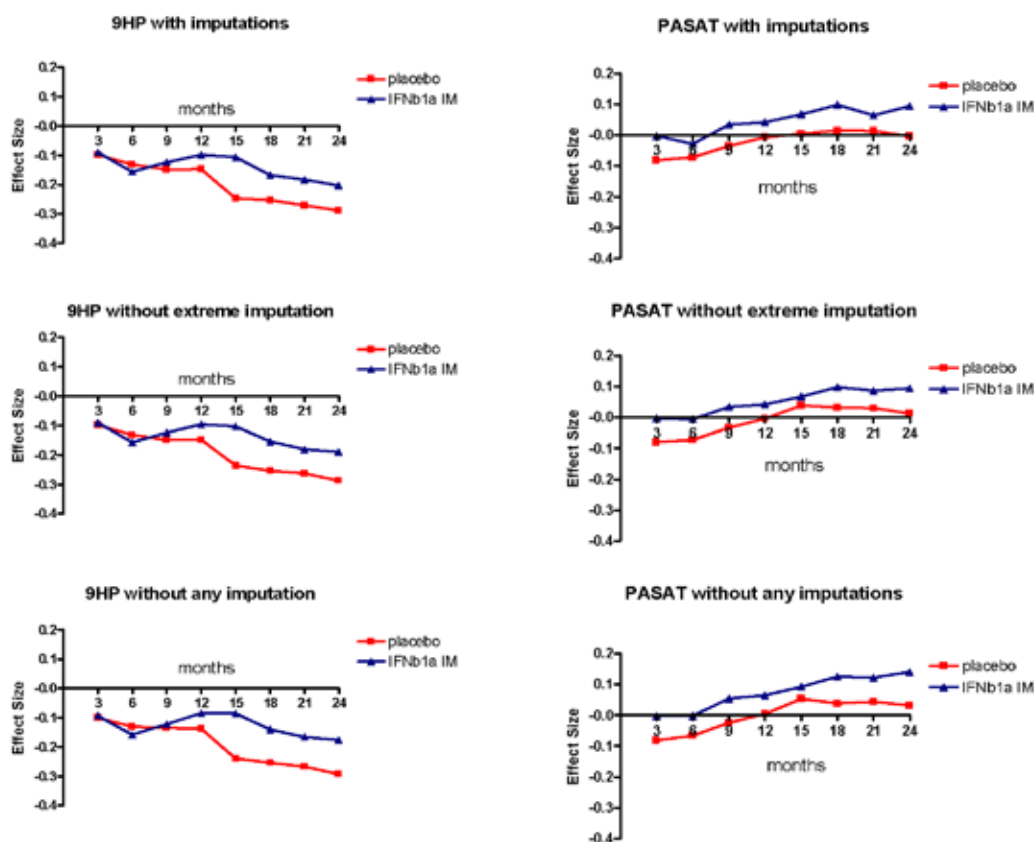 9HP with imputations
0.2
0.1
-0.0
-0.1
-0.2
-0.3
-0.4
Effect Size
months
3 6 9 12 15 18 21 24
placebo
IFNb1a IM
PASAT with imputations
0.2
0.1
-0.0
-0.1
-0.2
-0.3
-0.4
Effect Size
3 6 9 12 15 18 21 24
months
placebo
IFNb1a IM
9HP without extreme imputation
0.2
0.1
-0.0
-0.1
-0.2
-0.3
-0.4
Effect Size
months
3 6 9 12 15 18 21 24
placebo
IFNb1a IM
PASAT without extreme imputation
0.2
0.1
-0.0
-0.1
-0.2
-0.3
-0.4
Effect Size
3 6 9 12 15 18 21 24
months
placebo
IFNb1a IM
9HP without any imputation
0.2
0.1
-0.0
-0.1
-0.2
-0.3
-0.4
Effect Size
months
3 6 9 12 15 18 21 24
placebo
IFNb1a IM
PASAT without any imputations
0.2
0.1
-0.0
-0.1
-0.2
-0.3
-0.4
Effect Size
3 6 9 12 15 18 21 24
months
placebo
IFNb1a IM